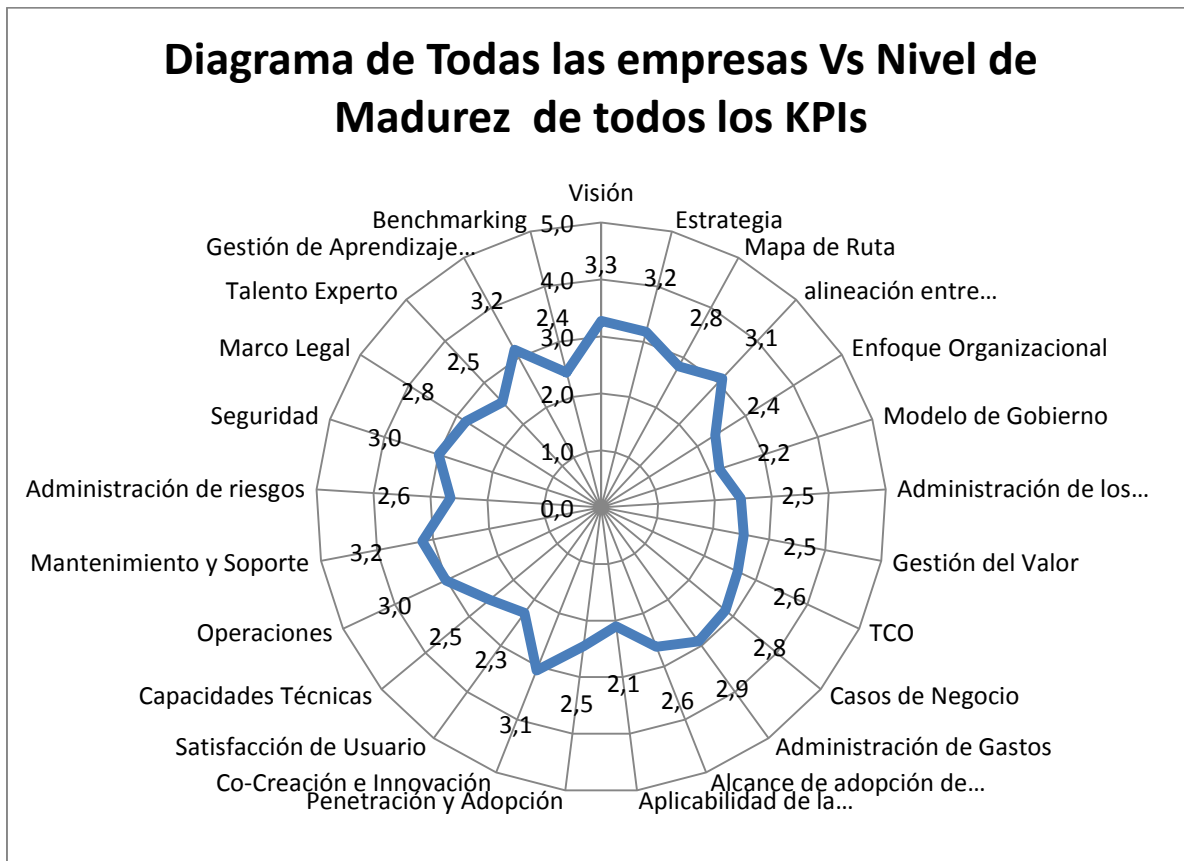 Diagrama de Todas las empresas Vs Nivel de
Madurez de todos los KPIs
Visión
Estrategia
Mapa de Ruta
alineación entre…
Enfoque Organizacional
Modelo de Gobierno
Administración de los…
Gestión del Valor
TCO
Casos de Negocio
Administración de Gastos
Alcance de adopción de…
Aplicabilidad de la…
Penetración y Adopción
Co-Creación e Innovación
Satisfacción de Usuario
Capacidades Técnicas
Operaciones
Mantenimiento y Soporte
Administración de riesgos
Seguridad
Marco Legal
Talento Experto
Gestión de Aprendizaje…
Benchmarking
5,0
4,0
3,0
2,0
1,0
0,0
3,3
3,2
2,8
3,1
2,4
2,2
2,5
2,5
2,6
2,8
2,9
2,6
2,1
2,5
3,1
2,3
2,5
3,0
3,2
2,6
3,0
2,8
2,5
3,2
2,4